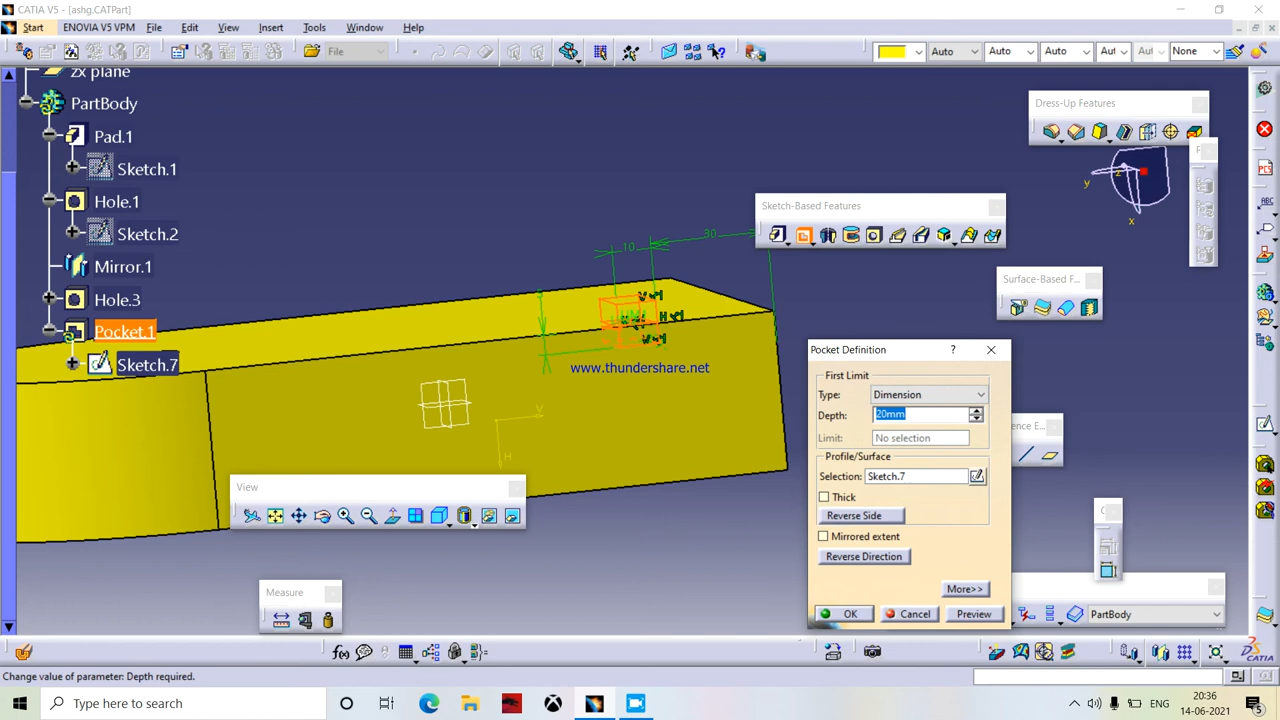 CATIA V5 - [ashg.CATPart]
Start ENOVIA V5 VPM File Edit View Insert Tools Window Help
File Auto Auto Auto Aut None
zx plane
PartBody
Pad.1
Sketch.1
Hole.1
Sketch.2
Mirror.1
Hole.3
Pocket.1
Sketch.7
Dress-Up Features
Sketch-Based Features
Surface-Based F...
10
30
z
y
x
V
H
www.thundershare.net
Pocket Definition
?
First Limit
Type: Dimension
Depth: 20mm
Limit: No selection
Profile/Surface
Selection: Sketch.7
Thick
Reverse Side
Mirrored extent
Reverse Direction
More>>
OK Cancel Preview
ence E...
View
Measure
PartBody
f(x)
CATIA
Change value of parameter: Depth required.
Type here to search
ENG
20:36
14-06-2021
5